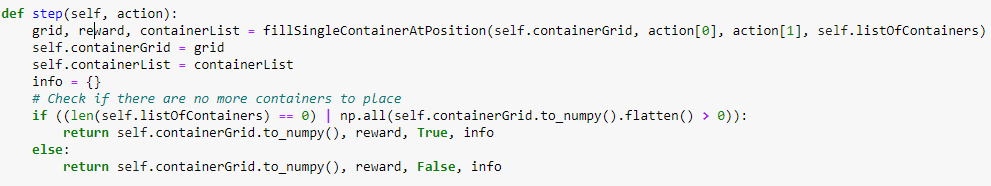 def step(self, action):
    grid, reward, containerList = fillSingleContainerAtPosition(self.containerGrid, action[0], action[1], self.listOfContainers)
    self.containerGrid = grid
    self.containerList = containerList
    info = {}
    # Check if there are no more containers to place
    if ((len(self.listOfContainers) == 0) | np.all(self.containerGrid.to_numpy().flatten() > 0)):
        return self.containerGrid.to_numpy(), reward, True, info
    else:
        return self.containerGrid.to_numpy(), reward, False, info